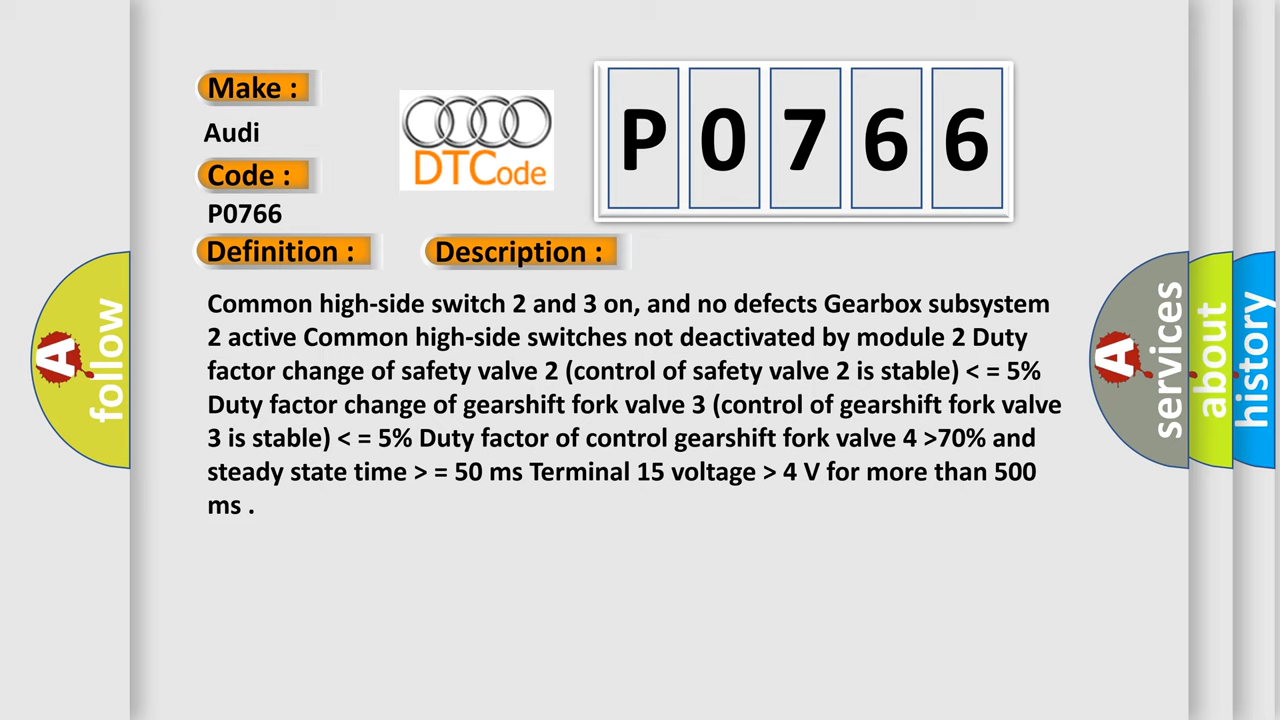 Make :
Audi
Code :
P0766
Definition :
Description :
DTCode
P0766
Common high-side switch 2 and 3 on, and no defects Gearbox subsystem
2 active Common high-side switches not deactivated by module 2 Duty
factor change of safety valve 2 (control of safety valve 2 is stable) < = 5%
Duty factor change of gearshift fork valve 3 (control of gearshift fork valve
3 is stable) < = 5% Duty factor of control gearshift fork valve 4 >70% and
steady state time > = 50 ms Terminal 15 voltage > 4 V for more than 500
ms .
A follow
A services
about
history